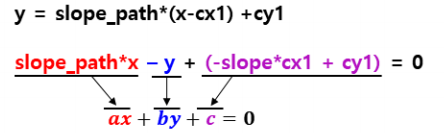 y = slope_path*(x-cx1) +cy1
slope_path*x – y + (-slope*cx1 + cy1) = 0
ax + by + c = 0